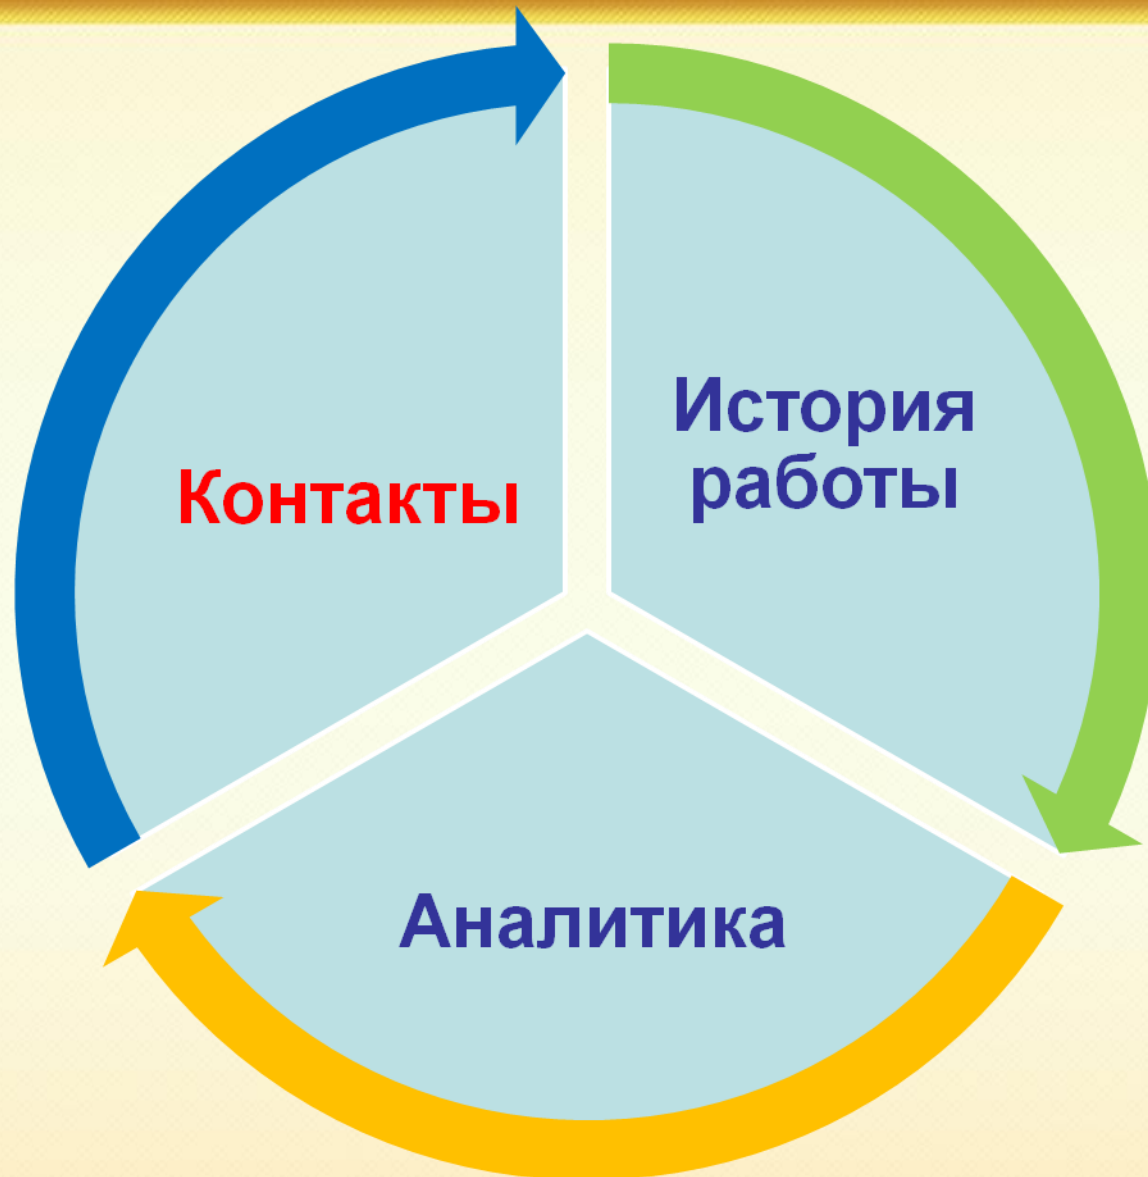 История
работы
Контакты
Аналитика